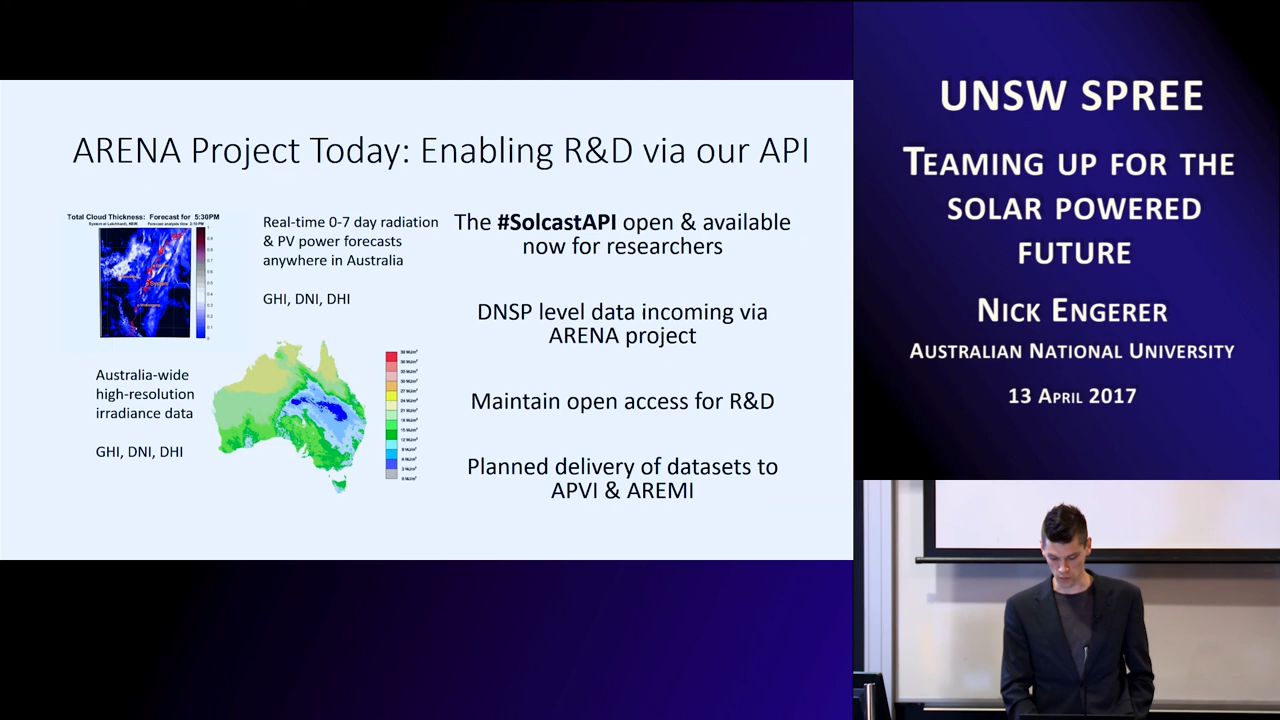 ARENA Project Today: Enabling R&D via our API
Total Cloud Thickness: Forecast for 5:30PM
Real-time 0-7 day radiation
& PV power forecasts
anywhere in Australia
GHI, DNI, DHI
Australia-wide
high-resolution
irradiance data
GHI, DNI, DHI
The #SolcastAPI open & available
now for researchers
DNSP level data incoming via
ARENA project
Maintain open access for R&D
Planned delivery of datasets to
APVI & AREMI
UNSW SPREE
Teaming up for the
solar powered
future
Nick Engerer
Australian National University
13 April 2017